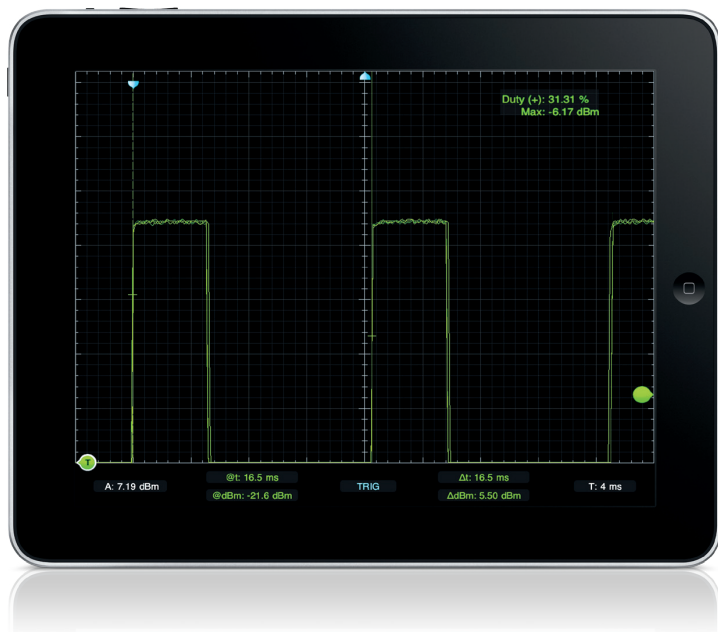 Duty (+): 31.31 %
Max: -6.17 dBm
T
A: 7.19 dBm
@t: 16.5 ms
@dBm: -21.6 dBm
TRIG
Δt: 16.5 ms
ΔdBm: 5.50 dBm
T: 4 ms